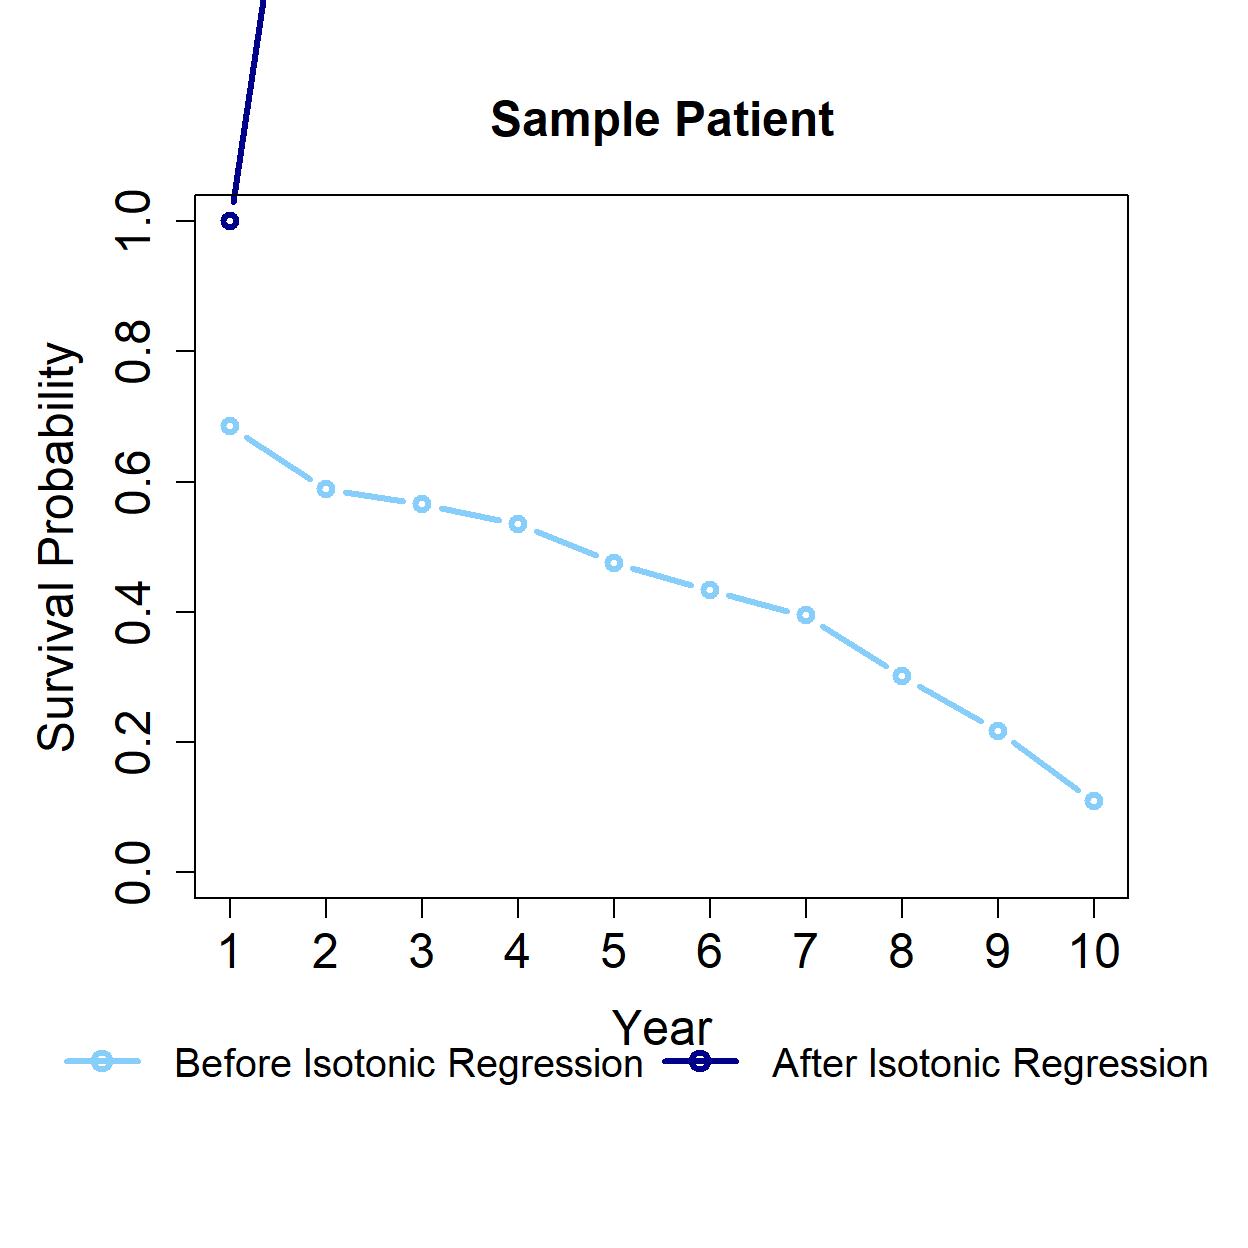 Sample Patient
Survival Probability
1.0
0.8
0.6
0.4
0.2
0.0
1 2 3 4 5 6 7 8 9 10
Year
Before Isotonic Regression After Isotonic Regression